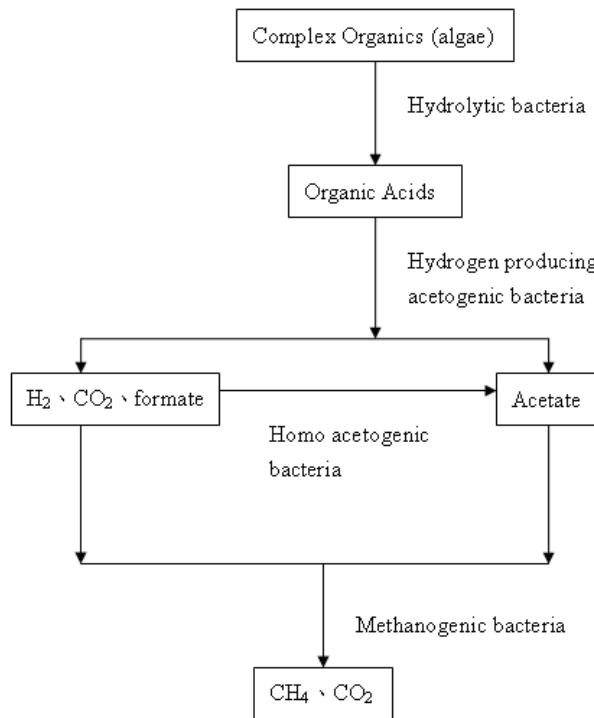 Complex Organics (algae)
Hydrolytic bacteria
Organic Acids
Hydrogen producing
acetogenic bacteria
H₂、CO₂、formate
Acetate
Homo acetogenic
bacteria
Methanogenic bacteria
CH₄、CO₂